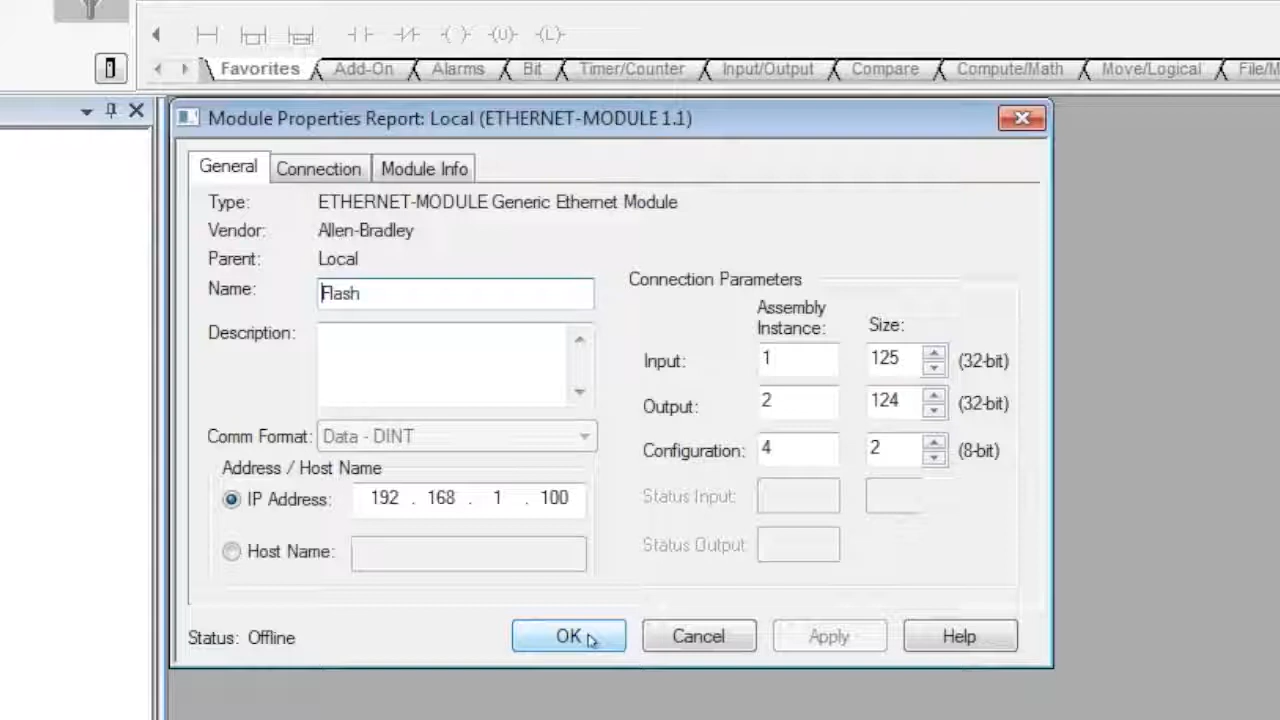 (U)
(L)
Favorites
Add-On
Alarms
Bit
Timer/Counter
Input/Output
Compare
Compute/Math
Move/Logical
Module Properties Report: Local (ETHERNET-MODULE 1.1)
General
Connection
Module Info
Type: ETHERNET-MODULE Generic Ethernet Module
Vendor: Allen-Bradley
Parent: Local
Name: Flash
Description:
Comm Format: Data - DINT
Address / Host Name
IP Address: 192 . 168 . 1 . 100
Host Name:
Connection Parameters
Assembly
Instance: Size:
Input: 1 125 (32-bit)
Output: 2 124 (32-bit)
Configuration: 4 2 (8-bit)
Status Input:
Status Output:
Status: Offline
OK
Cancel
Apply
Help